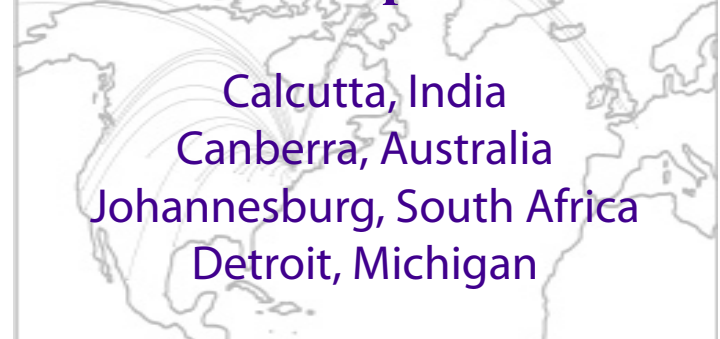 Calcutta, India
Canberra, Australia
Johannesburg, South Africa
Detroit, Michigan